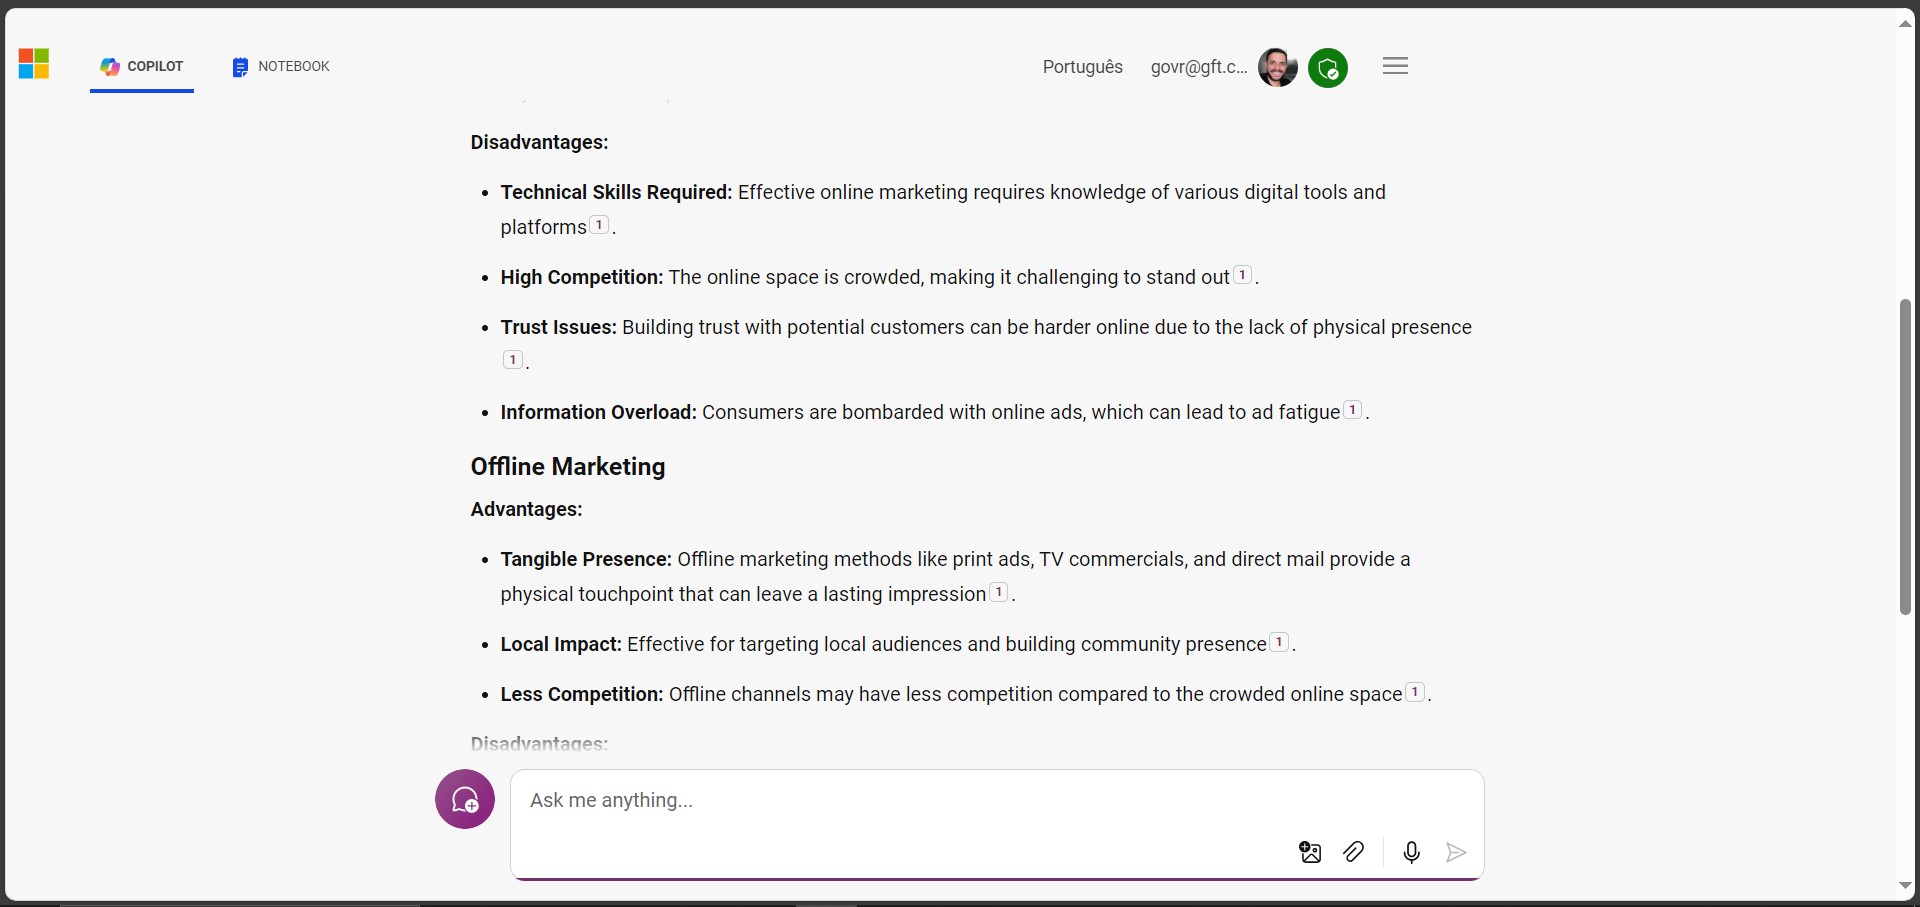 COPILOT
NOTEBOOK
Português
govr@gft.c...
Disadvantages:
Technical Skills Required: Effective online marketing requires knowledge of various digital tools and
platforms 1 .
High Competition: The online space is crowded, making it challenging to stand out 1 .
Trust Issues: Building trust with potential customers can be harder online due to the lack of physical presence
1 .
Information Overload: Consumers are bombarded with online ads, which can lead to ad fatigue 1 .
Offline Marketing
Advantages:
Tangible Presence: Offline marketing methods like print ads, TV commercials, and direct mail provide a
physical touchpoint that can leave a lasting impression 1 .
Local Impact: Effective for targeting local audiences and building community presence 1 .
Less Competition: Offline channels may have less competition compared to the crowded online space 1 .
Disadvantages:
Ask me anything...